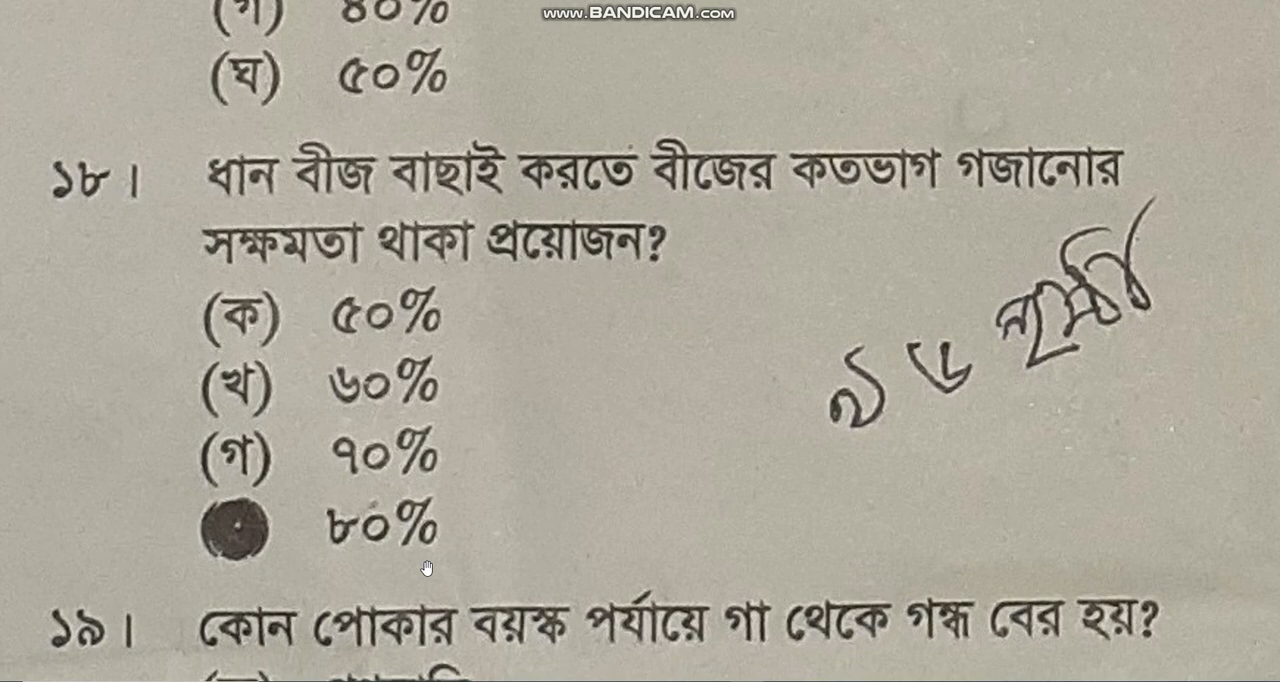 www.BANDICAM.com
(গ) ৪০%
(ঘ) ৫০%
১৮। ধান বীজ বাছাই করতে বীজের কতভাগ গজানোর
সক্ষমতা থাকা প্রয়োজন?
(ক) ৫০%
(খ) ৬০%
(গ) ৭০%
৮০%
১৯। কোন পোকার বয়স্ক পর্যায়ে গা থেকে গন্ধ বের হয়?